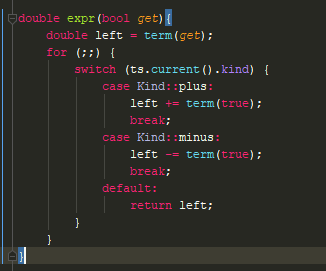 double expr(bool get){
    double left = term(get);
    for (;;) {
        switch (ts.current().kind) {
            case Kind::plus:
                left += term(true);
                break;
            case Kind::minus:
                left -= term(true);
                break;
            default:
                return left;
        }
    }
}